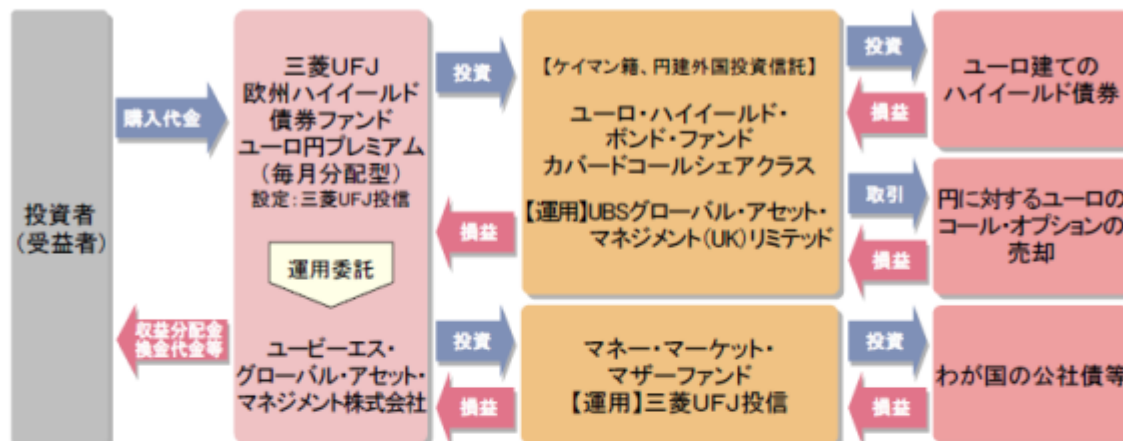 投資者
(受益者)
購入代金
収益分配金
換金代金等
三菱UFJ
欧州ハイイールド
債券ファンド
ユーロ円プレミアム
(毎月分配型)
設定:三菱UFJ投信
運用委託
ユービーエス・
グローバル・アセット・
マネジメント株式会社
投資
損益
投資
損益
【ケイマン籍、円建外国投資信託】
ユーロ・ハイイールド・
ボンド・ファンド
カバードコールシェアクラス
【運用】UBSグローバル・アセット・
マネジメント(UK)リミテッド
マネー・マーケット・
マザーファンド
【運用】三菱UFJ投信
投資
損益
取引
損益
投資
損益
ユーロ建ての
ハイイールド債券
円に対するユーロの
コール・オプションの
売却
わが国の公社債等